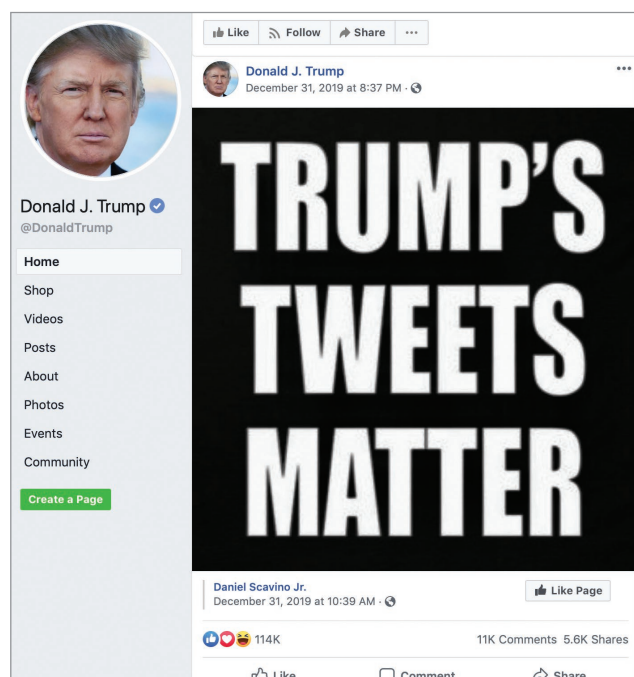 Like
Follow
Share
Donald J. Trump
@DonaldTrump
Home
Shop
Videos
Posts
About
Photos
Events
Community
Create a Page
Donald J. Trump
December 31, 2019 at 8:37 PM ·
TRUMP'S
TWEETS
MATTER
Daniel Scavino Jr.
December 31, 2019 at 10:39 AM ·
Like Page
114K
11K Comments 5.6K Shares
Like
Comment
Share